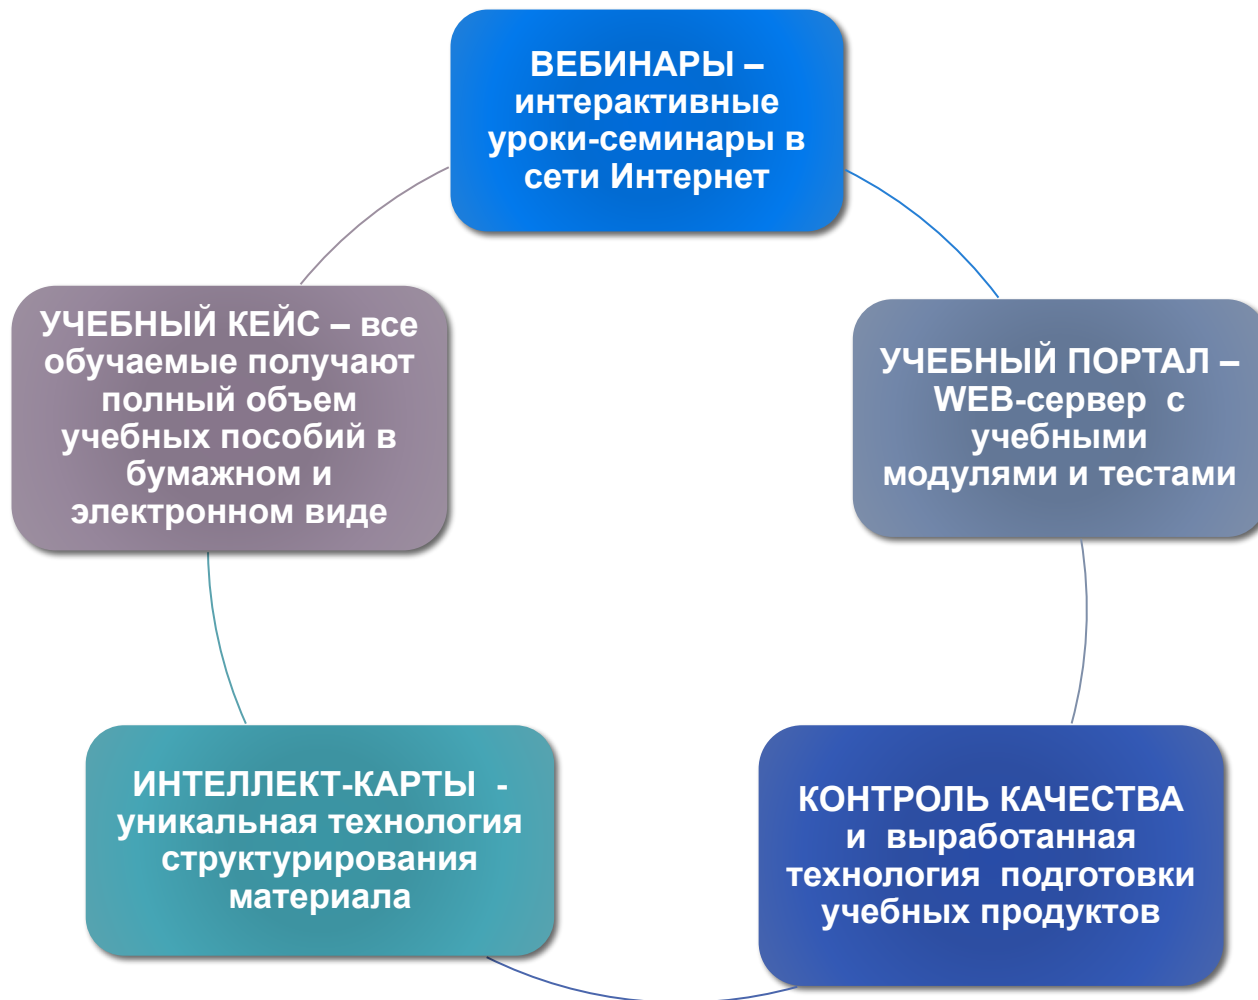 ВЕБИНАРЫ –
интерактивные
уроки-семинары в
сети Интернет
УЧЕБНЫЙ КЕЙС – все
обучаемые получают
полный объем
учебных пособий в
бумажном и
электронном виде
УЧЕБНЫЙ ПОРТАЛ –
WEB-сервер с
учебными
модулями и тестами
ИНТЕЛЛЕКТ-КАРТЫ -
уникальная технология
структурирования
материала
КОНТРОЛЬ КАЧЕСТВА
и выработанная
технология подготовки
учебных продуктов